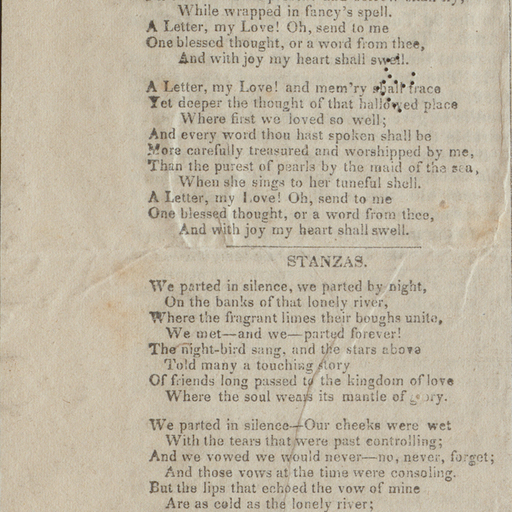 While wrapped in fancy's spell.
A Letter, my Love! Oh, send to me
One blessed thought, or a word from thee,
And with joy my heart shall swell.
A Letter, my Love! and mem'ry shall trace
Yet deeper the thought of that hallowed place
Where first we loved so well;
And every word thou hast spoken shall be
More carefully treasured and worshipped by me,
Than the purest of pearls by the maid of the sea,
When she sings to her tuneful shell.
A Letter, my Love! Oh, send to me
One blessed thought, or a word from thee,
And with joy my heart shall swell.
STANZAS.
We parted in silence, we parted by night,
On the banks of that lonely river,
Where the fragrant limes their boughs unite,
We met—and we—parted forever!
The night-bird sang, and the stars above
Told many a touching story
Of friends long passed to the kingdom of love
Where the soul wears its mantle of glory.
We parted in silence—Our cheeks were wet
With the tears that were past controlling;
And we vowed we would never—no, never, forget;
And those vows at the time were consoling.
But the lips that echoed the vow of mine
Are as cold as the lonely river;